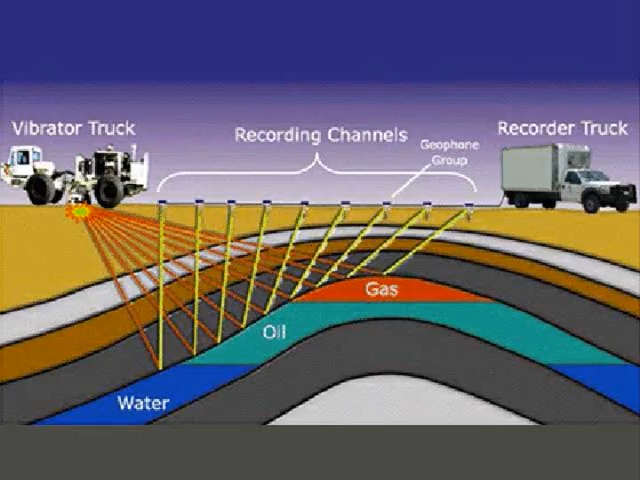 Vibrator Truck
Recording Channels
Geophone
Group
Recorder Truck
Gas
Oil
Water